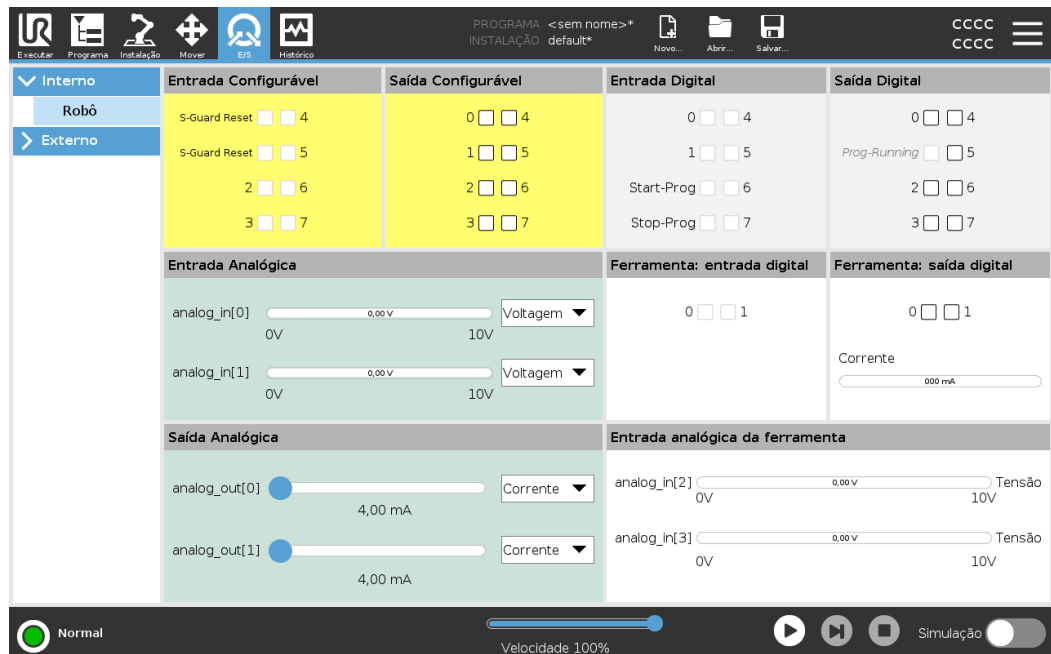 PROGRAMA <sem nome>*
INSTALAÇÃO default*
CCCC
CCCC
Executar Programa Instalação Mover E/S Histórico Novo... Abrir... Salvar...
Interno
Robô
Externo
Entrada Configurável
S-Guard Reset 4
S-Guard Reset 5
2 6
3 7
Saída Configurável
0 4
1 5
2 6
3 7
Entrada Digital
0 4
1 5
Start-Prog 6
Stop-Prog 7
Saída Digital
0 4
Prog-Running 5
2 6
3 7
Entrada Analógica
analog_in[0] 0,00 V Voltagem
0V 10V
analog_in[1] 0,00 V Voltagem
0V 10V
Ferramenta: entrada digital
0 1
Ferramenta: saída digital
0 1
Corrente
000 mA
Saída Analógica
analog_out[0] Corrente
4,00 mA
analog_out[1] Corrente
4,00 mA
Entrada analógica da ferramenta
analog_in[2] 0,00 V Tensão
0V 10V
analog_in[3] 0,00 V Tensão
0V 10V
Normal
Velocidade 100%
Simulação